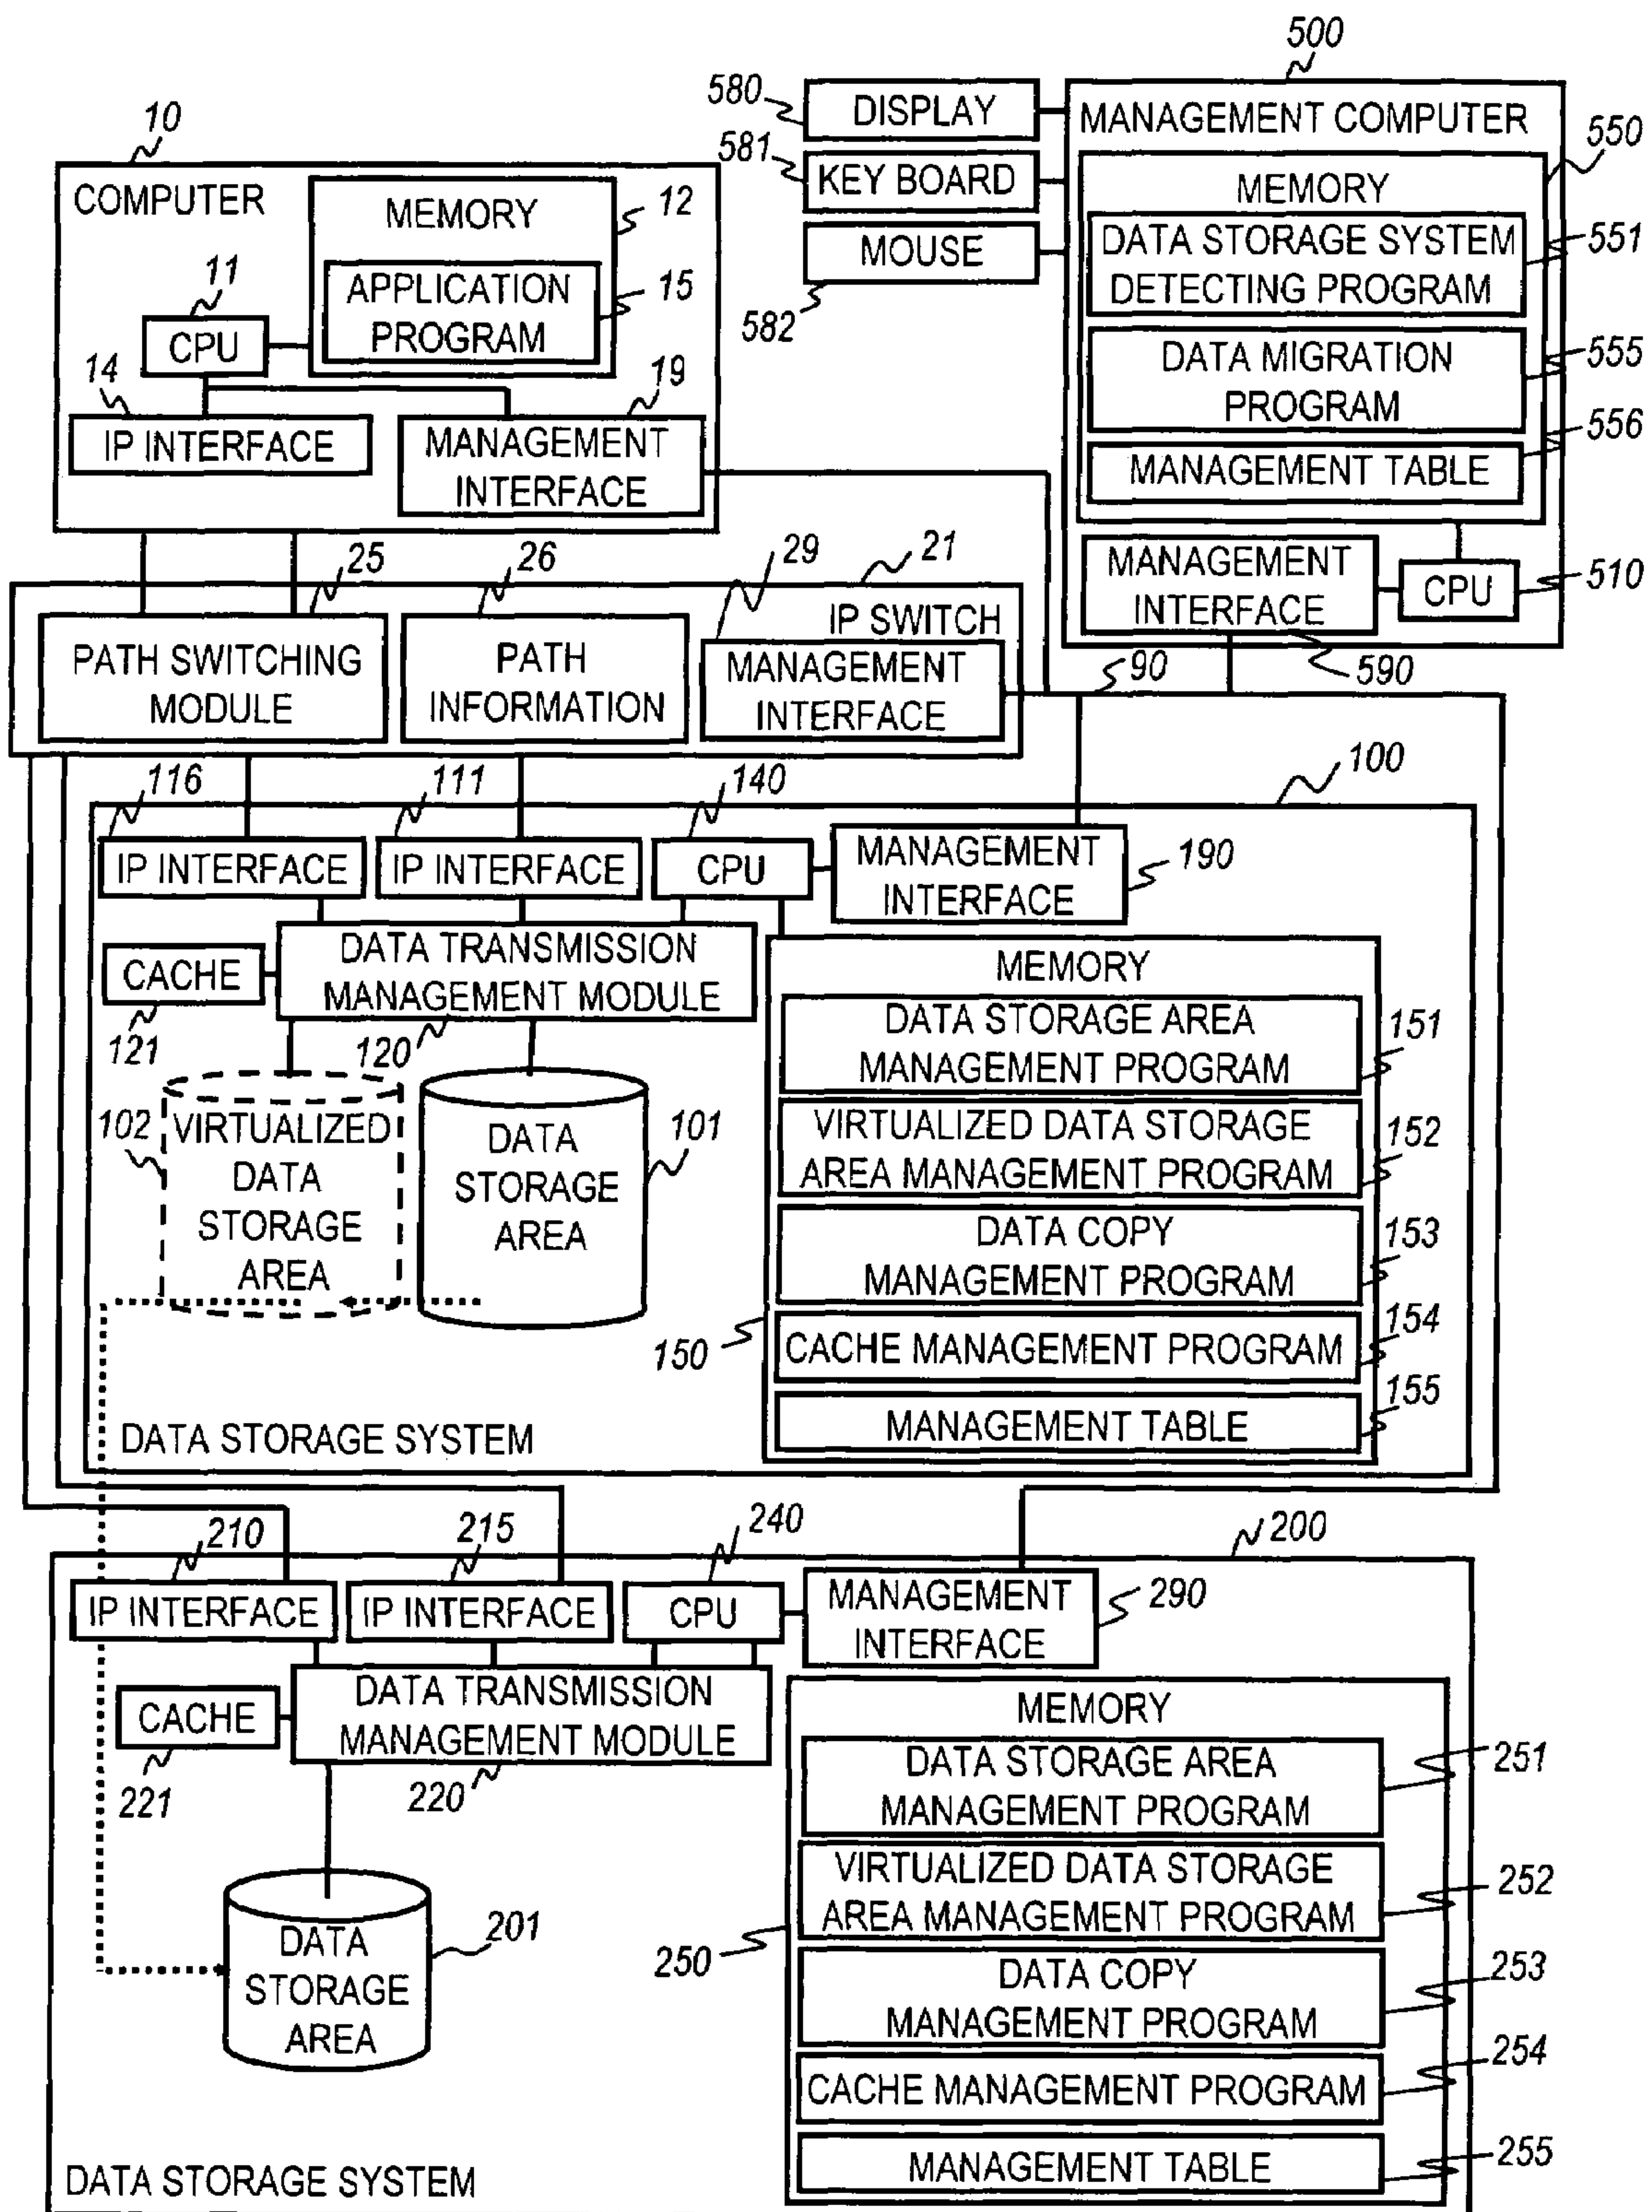 500
580
DISPLAY
MANAGEMENT COMPUTER
10
581
550
KEY BOARD
MEMORY
COMPUTER
MEMORY
12
MOUSE
DATA STORAGE SYSTEM
DETECTING PROGRAM
551
582
11
APPLICATION
PROGRAM
15
CPU
DATA MIGRATION
PROGRAM
555
14
19
556
IP INTERFACE
MANAGEMENT
INTERFACE
MANAGEMENT TABLE
25
26
29
21
MANAGEMENT
INTERFACE
CPU
510
IP SWITCH
PATH SWITCHING
MODULE
PATH
INFORMATION
MANAGEMENT
INTERFACE
90
590
116
111
140
100
IP INTERFACE
IP INTERFACE
CPU
MANAGEMENT
INTERFACE
190
CACHE
DATA TRANSMISSION
MANAGEMENT MODULE
MEMORY
121
120
DATA STORAGE AREA
MANAGEMENT PROGRAM
151
102
VIRTUALIZED
DATA
STORAGE
AREA
DATA
STORAGE
AREA
101
VIRTUALIZED DATA STORAGE
AREA MANAGEMENT PROGRAM
152
DATA COPY
MANAGEMENT PROGRAM
153
150
CACHE MANAGEMENT PROGRAM
154
MANAGEMENT TABLE
155
DATA STORAGE SYSTEM
210
215
240
200
IP INTERFACE
IP INTERFACE
CPU
MANAGEMENT
INTERFACE
290
CACHE
DATA TRANSMISSION
MANAGEMENT MODULE
MEMORY
221
220
DATA STORAGE AREA
MANAGEMENT PROGRAM
251
VIRTUALIZED DATA STORAGE
AREA MANAGEMENT PROGRAM
252
DATA
STORAGE
AREA
201
250
DATA COPY
MANAGEMENT PROGRAM
253
CACHE MANAGEMENT PROGRAM
254
MANAGEMENT TABLE
255
DATA STORAGE SYSTEM